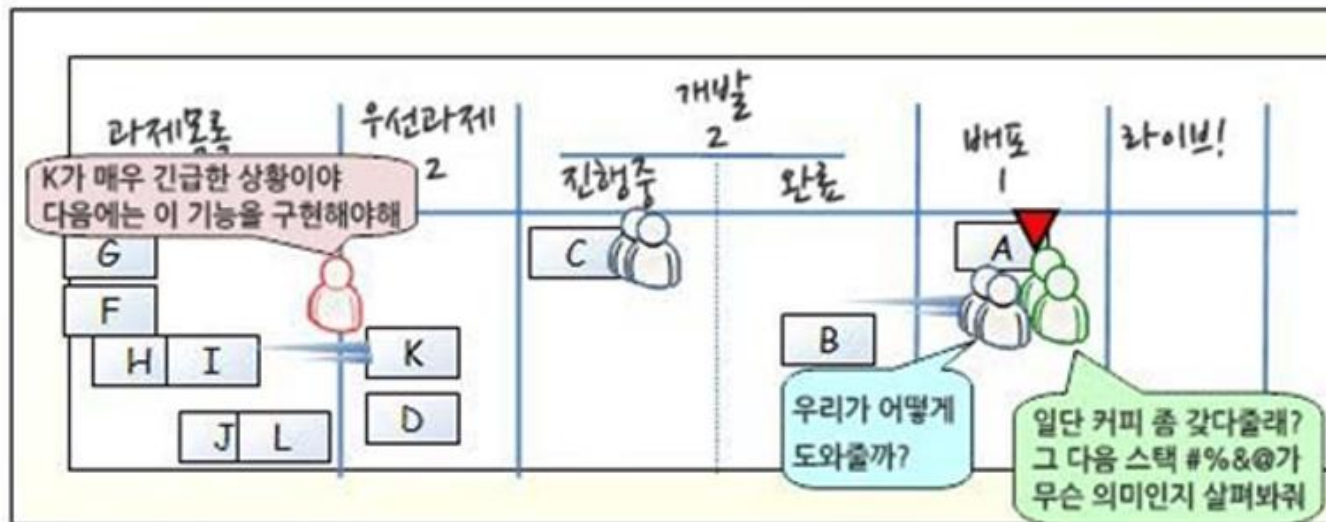 과제목록
우선과제
2
개발
2
진행중
완료
배포
1
라이브!
K가 매우 긴급한 상황이야
다음에는 이 기능을 구현해야해
G
F
H
I
J
L
K
D
C
B
A
우리가 어떻게
도와줄까?
일단 커피 좀 갖다줄래?
그 다음 스택 #%&@가
무슨 의미인지 살펴봐줘